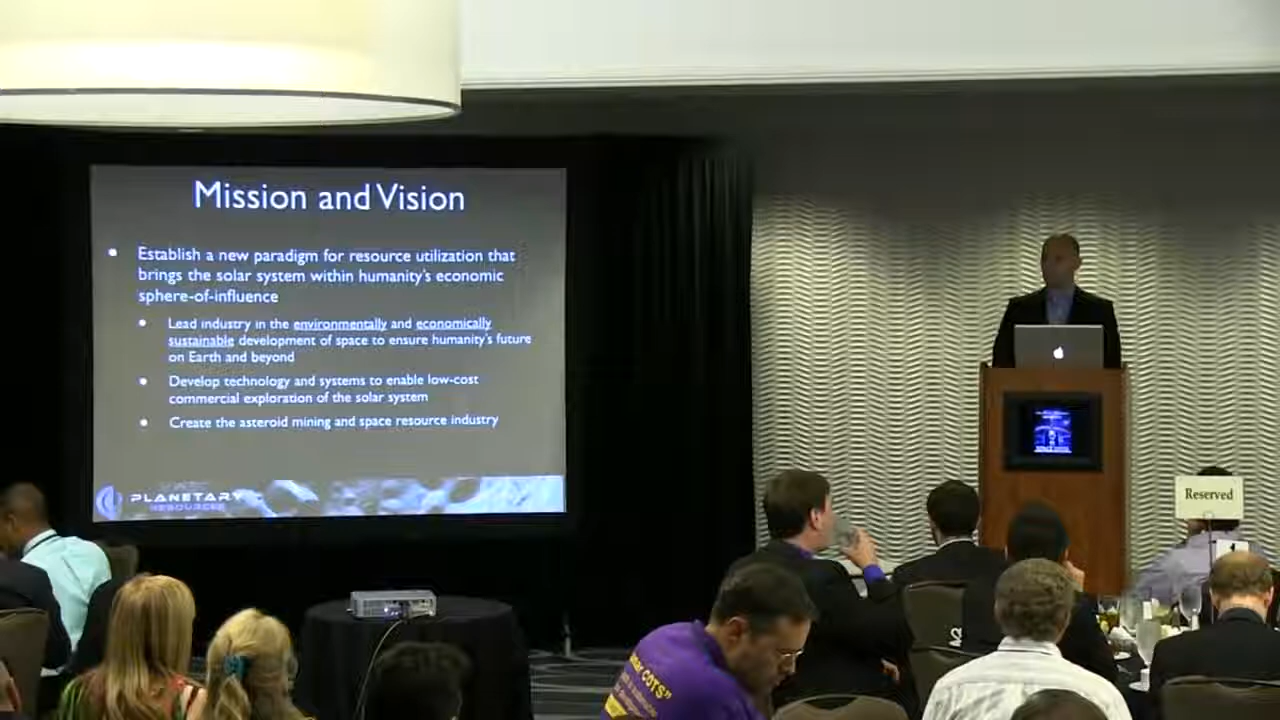 Mission and Vision
Establish a new paradigm for resource utilization that
brings the solar system within humanity's economic
sphere-of-influence
Lead industry in the environmentally and economically
sustainable development of space to ensure humanity's future
on Earth and beyond
Develop technology and systems to enable low-cost
commercial exploration of the solar system
Create the asteroid mining and space resource industry
PLANETARY
RESOURCES
Reserved
COTS"